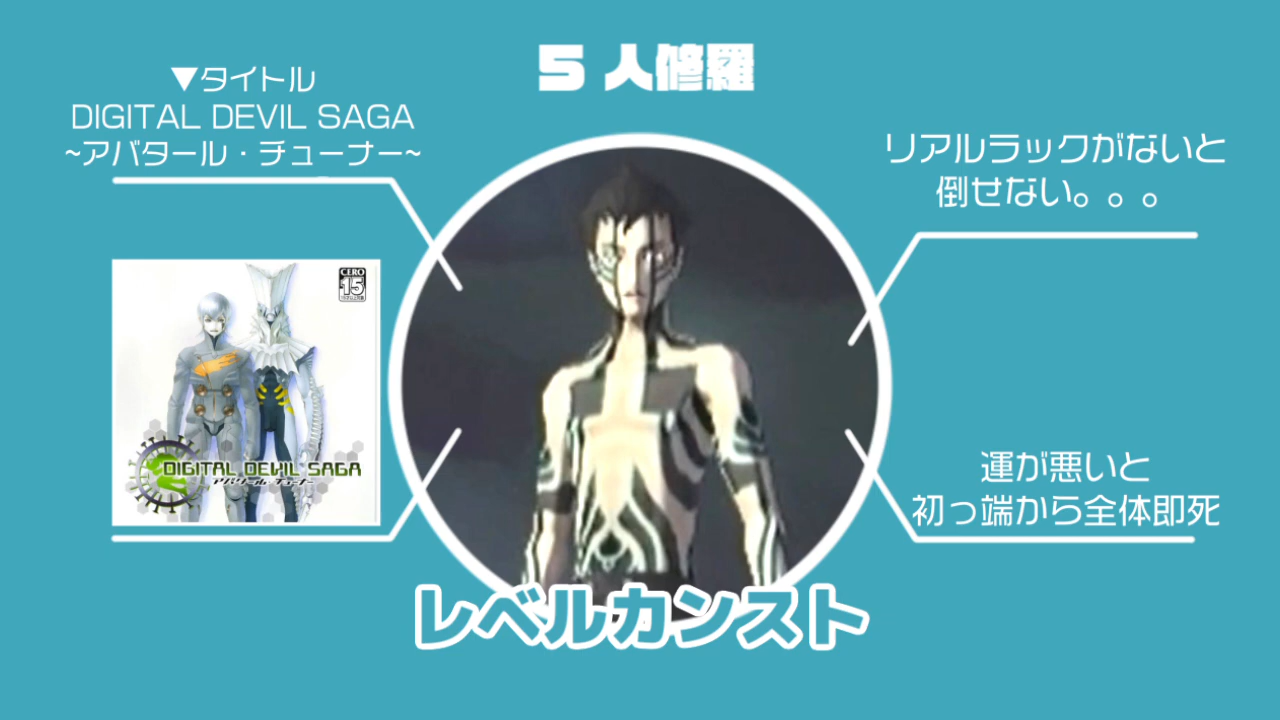 5 人修羅
▼タイトル
DIGITAL DEVIL SAGA
~アバタール・チューナー~
リアルラックがないと
倒せない。。。
CERO
15
DIGITAL DEVIL SAGA
アバタール・チューナー
運が悪いと
初っ端から全体即死
レベルカンスト